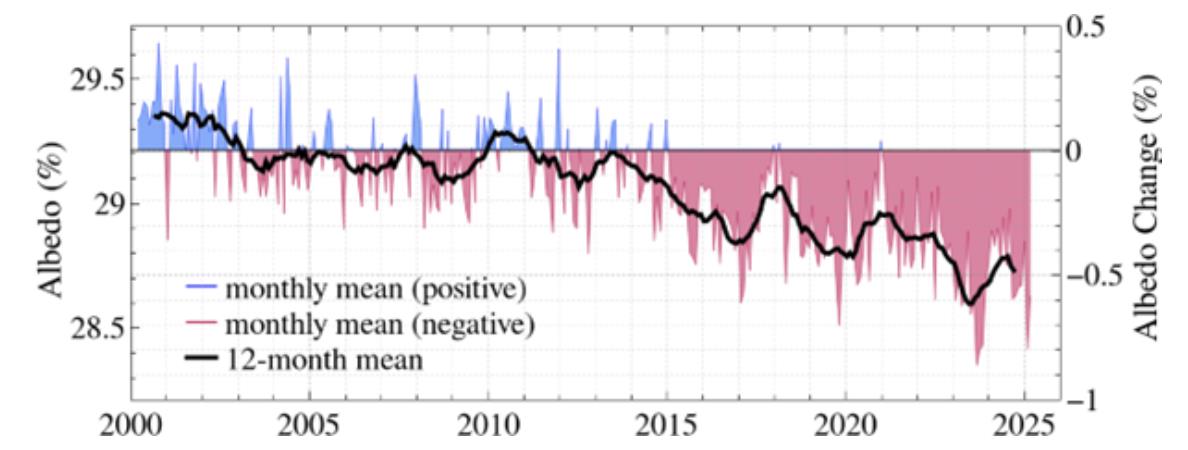 0.5
29.5
0
29
−0.5
28.5
−1
Albedo (%)
Albedo Change (%)
monthly mean (positive)
monthly mean (negative)
12-month mean
2000 2005 2010 2015 2020 2025